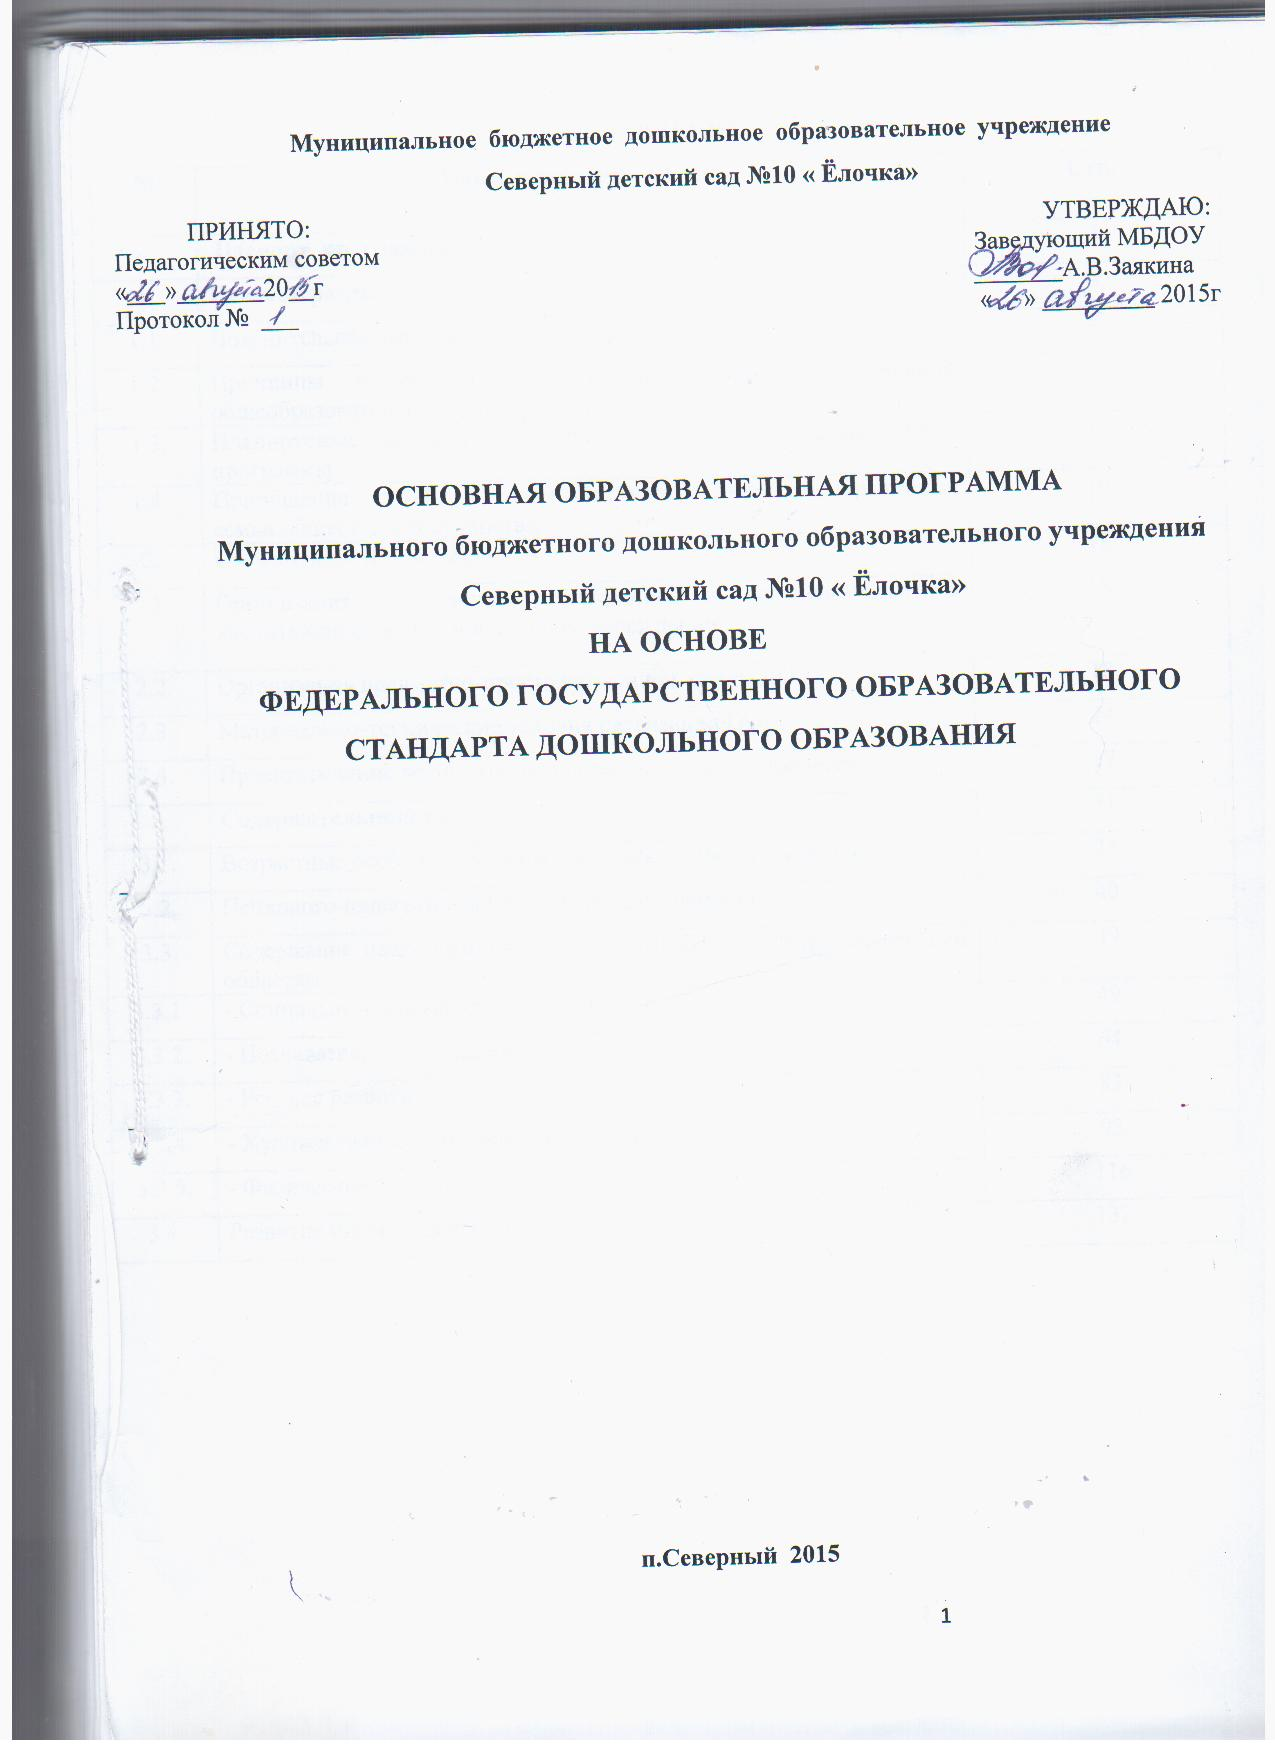 Муниципальное бюджетное дошкольное образовательное учреждение
Северный детский сад №10 « Ёлочка»
ПРИНЯТО:
Педагогическим советом
«26» августа 2015г
Протокол № 1
УТВЕРЖДАЮ:
Заведующий МБДОУ
А.В.Заякина
«26» августа 2015г
ОСНОВНАЯ ОБРАЗОВАТЕЛЬНАЯ ПРОГРАММА
Муниципального бюджетного дошкольного образовательного учреждения
Северный детский сад №10 « Ёлочка»
НА ОСНОВЕ
ФЕДЕРАЛЬНОГО ГОСУДАРСТВЕННОГО ОБРАЗОВАТЕЛЬНОГО
СТАНДАРТА ДОШКОЛЬНОГО ОБРАЗОВАНИЯ
п.Северный 2015
1